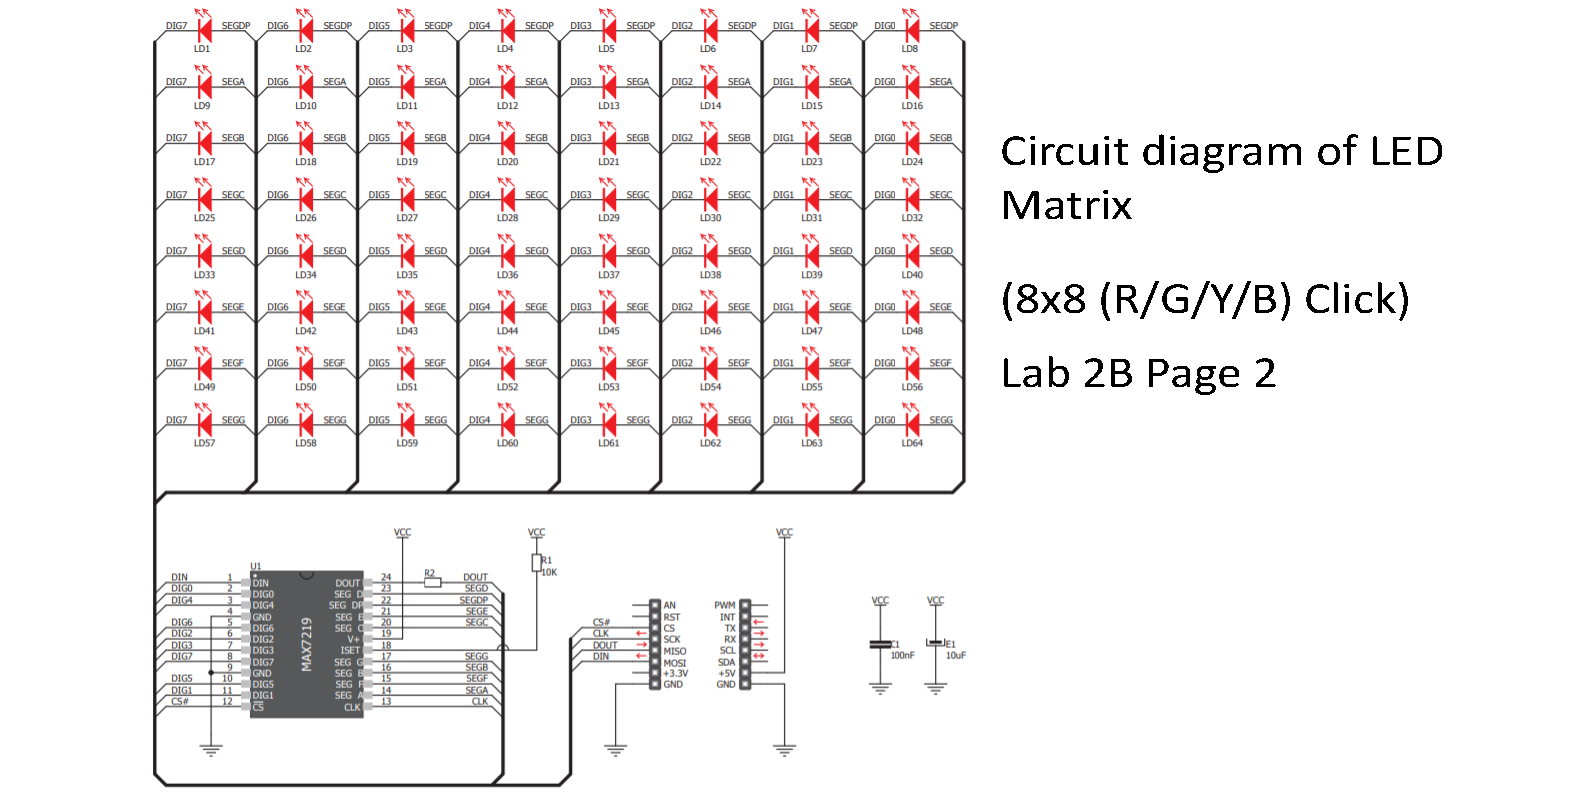 DIG7 SEGDP DIG6 SEGDP DIG5 SEGDP DIG4 SEGDP DIG3 SEGDP DIG2 SEGDP DIG1 SEGDP DIG0 SEGDP
LD1 LD2 LD3 LD4 LD5 LD6 LD7 LD8
DIG7 SEGA DIG6 SEGA DIG5 SEGA DIG4 SEGA DIG3 SEGA DIG2 SEGA DIG1 SEGA DIG0 SEGA
LD9 LD10 LD11 LD12 LD13 LD14 LD15 LD16
DIG7 SEGB DIG6 SEGB DIG5 SEGB DIG4 SEGB DIG3 SEGB DIG2 SEGB DIG1 SEGB DIG0 SEGB
LD17 LD18 LD19 LD20 LD21 LD22 LD23 LD24
DIG7 SEGC DIG6 SEGC DIG5 SEGC DIG4 SEGC DIG3 SEGC DIG2 SEGC DIG1 SEGC DIG0 SEGC
LD25 LD26 LD27 LD28 LD29 LD30 LD31 LD32
DIG7 SEGD DIG6 SEGD DIG5 SEGD DIG4 SEGD DIG3 SEGD DIG2 SEGD DIG1 SEGD DIG0 SEGD
LD33 LD34 LD35 LD36 LD37 LD38 LD39 LD40
DIG7 SEGE DIG6 SEGE DIG5 SEGE DIG4 SEGE DIG3 SEGE DIG2 SEGE DIG1 SEGE DIG0 SEGE
LD41 LD42 LD43 LD44 LD45 LD46 LD47 LD48
DIG7 SEGF DIG6 SEGF DIG5 SEGF DIG4 SEGF DIG3 SEGF DIG2 SEGF DIG1 SEGF DIG0 SEGF
LD49 LD50 LD51 LD52 LD53 LD54 LD55 LD56
DIG7 SEGG DIG6 SEGG DIG5 SEGG DIG4 SEGG DIG3 SEGG DIG2 SEGG DIG1 SEGG DIG0 SEGG
LD57 LD58 LD59 LD60 LD61 LD62 LD63 LD64
Circuit diagram of LED
Matrix
(8x8 (R/G/Y/B) Click)
Lab 2B Page 2
VCC VCC VCC
R1
10K
U1
R2
MAX7219
DIN 1 DIN DOUT 24 DOUT
DIG0 2 DIG0 SEG D 23 SEGD
DIG4 3 DIG4 SEG DP 22 SEGDP
4 GND SEG E 21 SEGE
DIG6 5 DIG6 SEG C 20 SEGC
DIG2 6 DIG2 V+ 19
DIG3 7 DIG3 ISET 18
DIG7 8 DIG7 SEG G 17 SEGG
9 GND SEG B 16 SEGB
DIG5 10 DIG5 SEG F 15 SEGF
DIG1 11 DIG1 SEG A 14 SEGA
CS# 12 CS CLK 13 CLK
AN PWM
RST INT
CS# CS TX
CLK SCK RX
DOUT MISO SCL
DIN MOSI SDA
+3.3V +5V
GND GND
VCC VCC
C1 E1
100nF 10uF